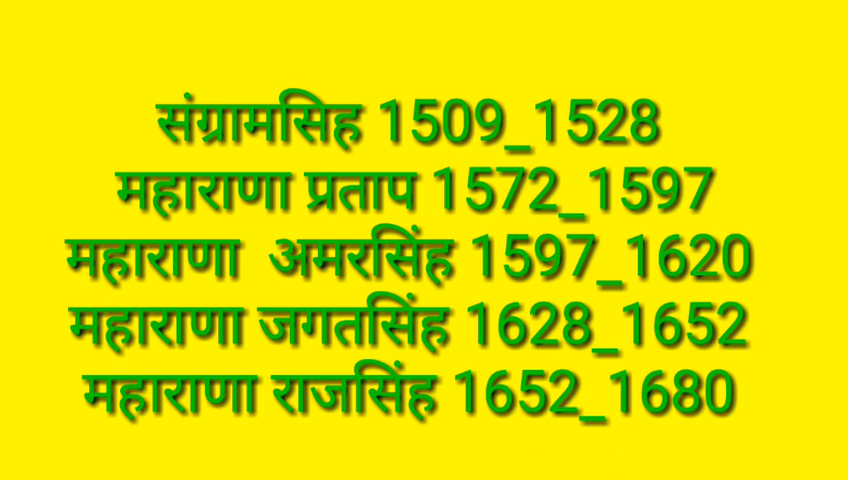 संग्रामसिह 1509_1528
महाराणा प्रताप 1572_1597
महाराणा  अमरसिंह 1597_1620
महाराणा जगतसिंह 1628_1652
महाराणा राजसिंह 1652_1680